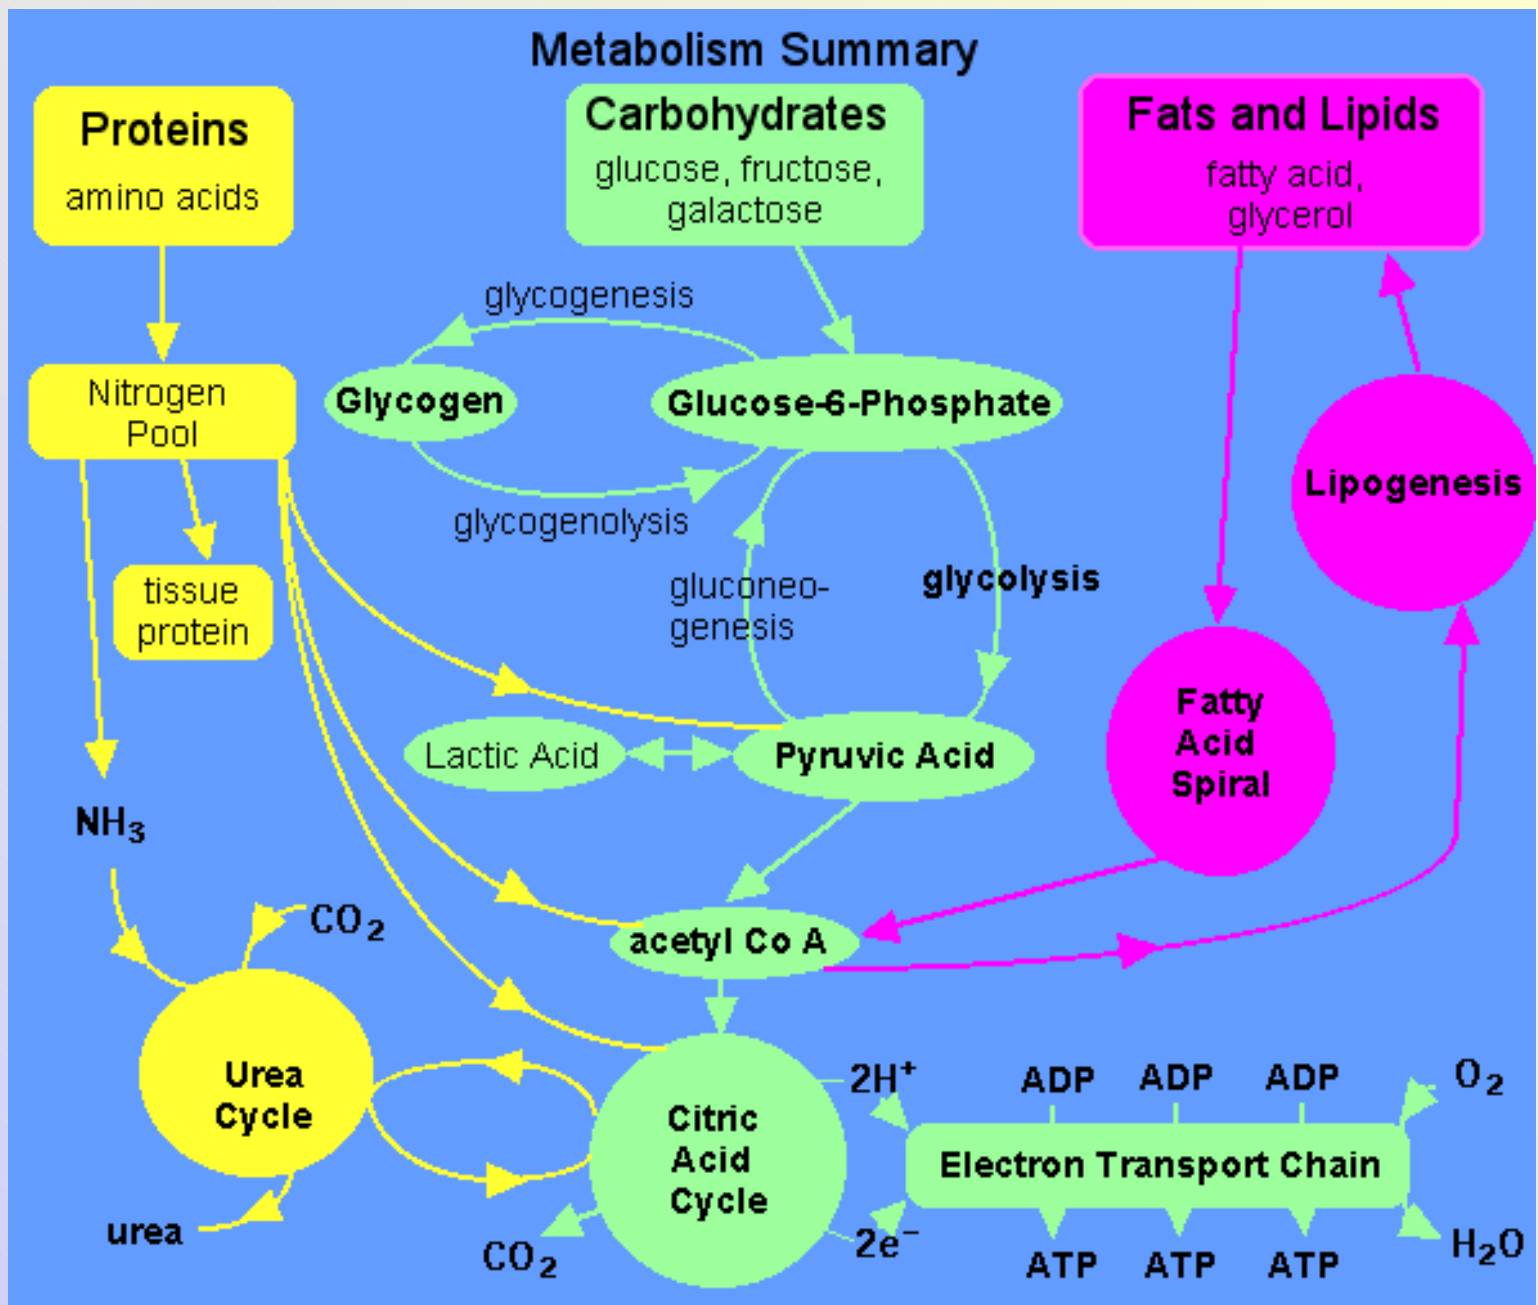 Metabolism Summary
Proteins
amino acids
Carbohydrates
glucose, fructose,
galactose
Fats and Lipids
fatty acid,
glycerol
glycogenesis
Nitrogen
Pool
Glycogen
Glucose-6-Phosphate
Lipogenesis
glycogenolysis
tissue
protein
gluconeo-
genesis
glycolysis
Fatty
Acid
Spiral
Lactic Acid
Pyruvic Acid
NH₃
CO₂
acetyl Co A
Urea
Cycle
Citric
Acid
Cycle
2H⁺
ADP ADP ADP
O₂
Electron Transport Chain
urea
CO₂
2e⁻
ATP ATP ATP
H₂O